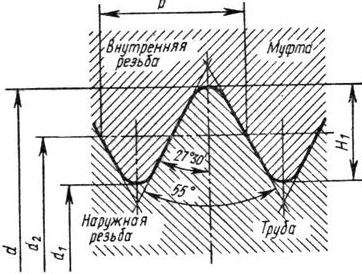 P
Внутренняя резьба
Муфта
27°30'
55°
H₁
d
d₂
d₁
Наружная резьба
Труба